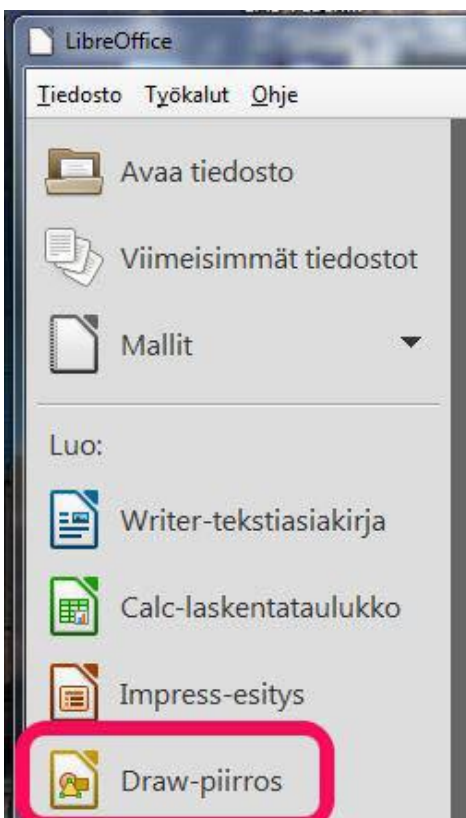 LibreOffice
Tiedosto Työkalut Ohje
Avaa tiedosto
Viimeisimmät tiedostot
Mallit
Luo:
Writer-tekstiasiakirja
Calc-laskentataulukko
Impress-esitys
Draw-piirros